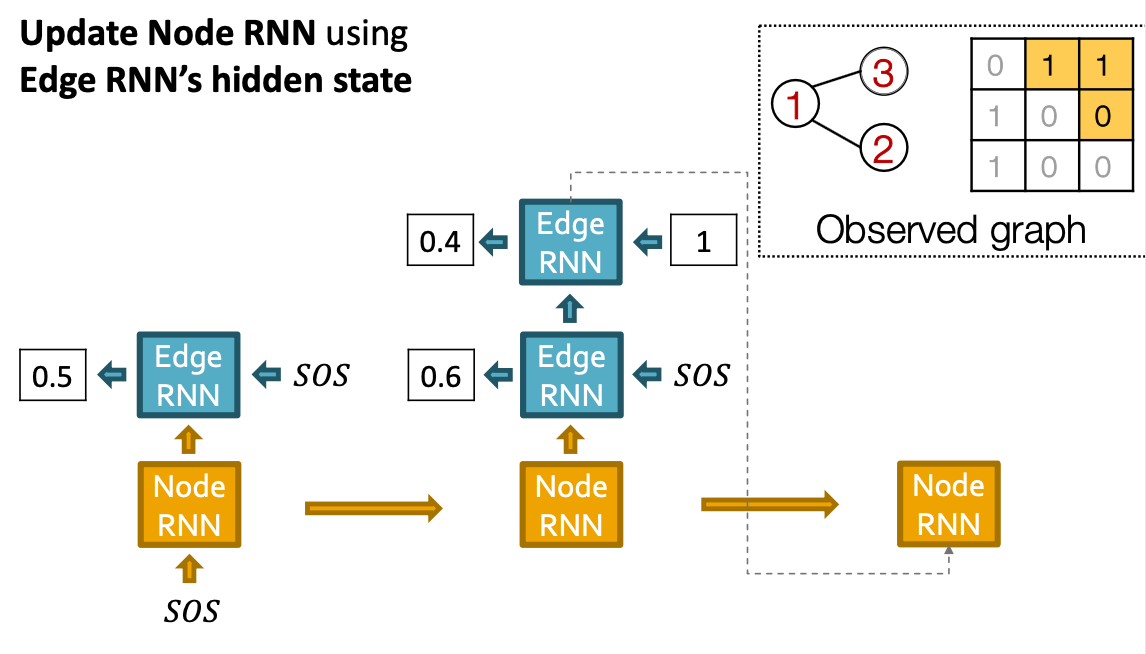 Update Node RNN using
Edge RNN’s hidden state
3
1
2
0 1 1
1 0 0
1 0 0
Observed graph
0.4
Edge
RNN
1
0.5
Edge
RNN
SOS
0.6
Edge
RNN
SOS
Node
RNN
Node
RNN
Node
RNN
SOS